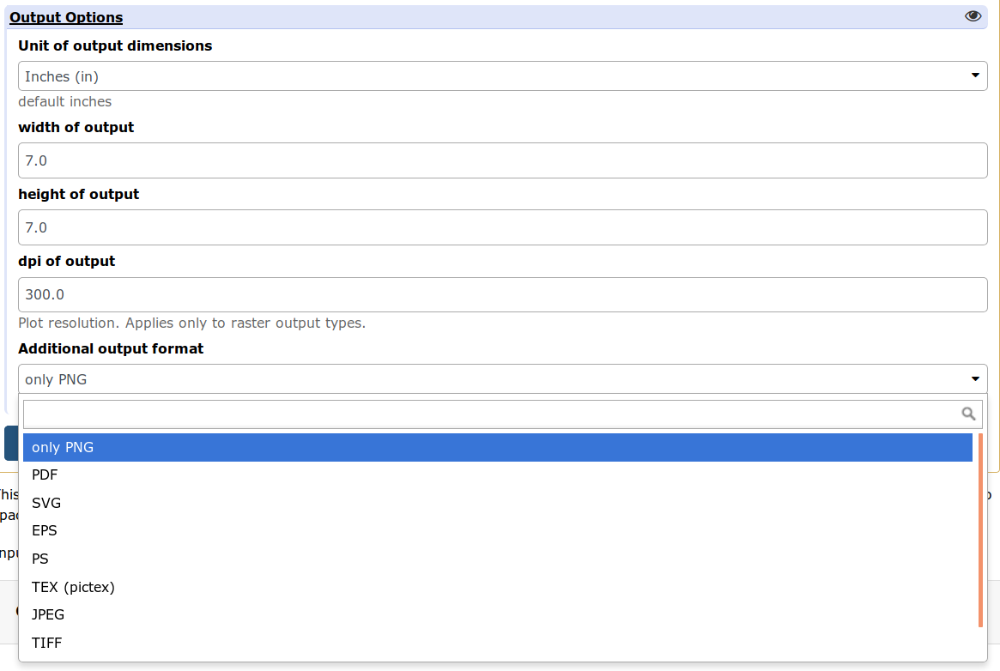 Output Options
Unit of output dimensions
Inches (in)
default inches
width of output
7.0
height of output
7.0
dpi of output
300.0
Plot resolution. Applies only to raster output types.
Additional output format
only PNG
only PNG
PDF
SVG
EPS
PS
TEX (pictex)
JPEG
TIFF